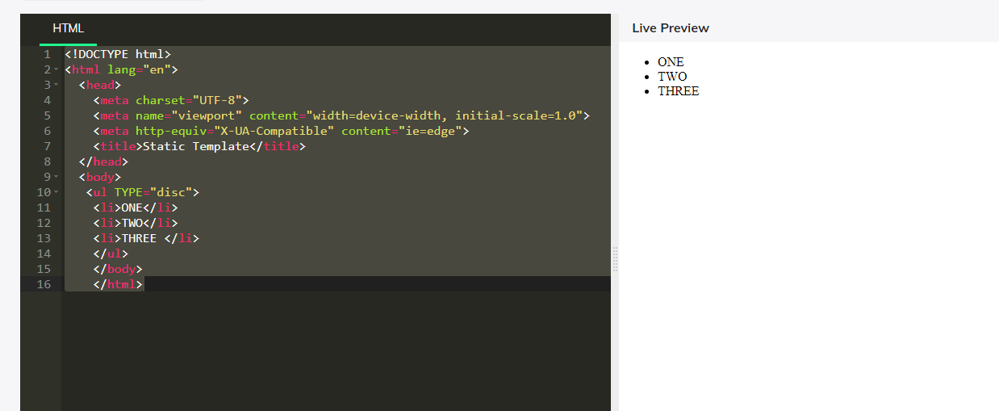 HTML
Live Preview
1 <!DOCTYPE html>
2 <html lang="en">
3 <head>
4 <meta charset="UTF-8">
5 <meta name="viewport" content="width=device-width, initial-scale=1.0">
6 <meta http-equiv="X-UA-Compatible" content="ie=edge">
7 <title>Static Template</title>
8 </head>
9 <body>
10 <ul TYPE="disc">
11 <li>ONE</li>
12 <li>TWO</li>
13 <li>THREE </li>
14 </ul>
15 </body>
16 </html>
• ONE
• TWO
• THREE